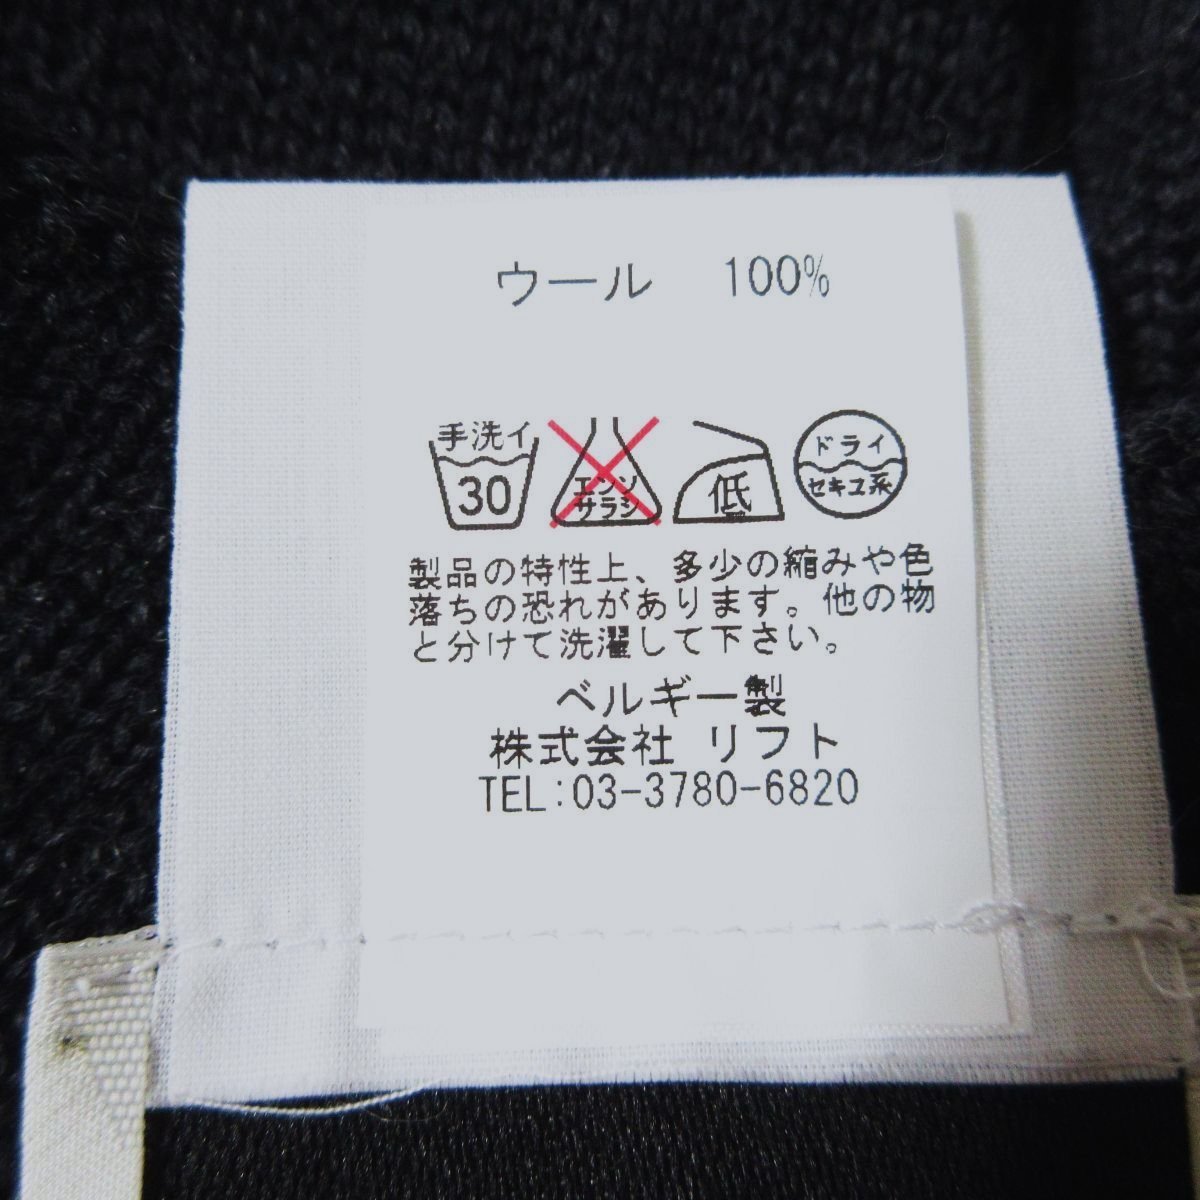 ウール 100%
手洗イ ドライ
30 エンソ 低 セキユ系
サラシ
製品の特性上、多少の縮みや色
落ちの恐れがあります。他の物
と分けて洗濯して下さい。
ベルギー製
株式会社 リフト
TEL:03-3780-6820